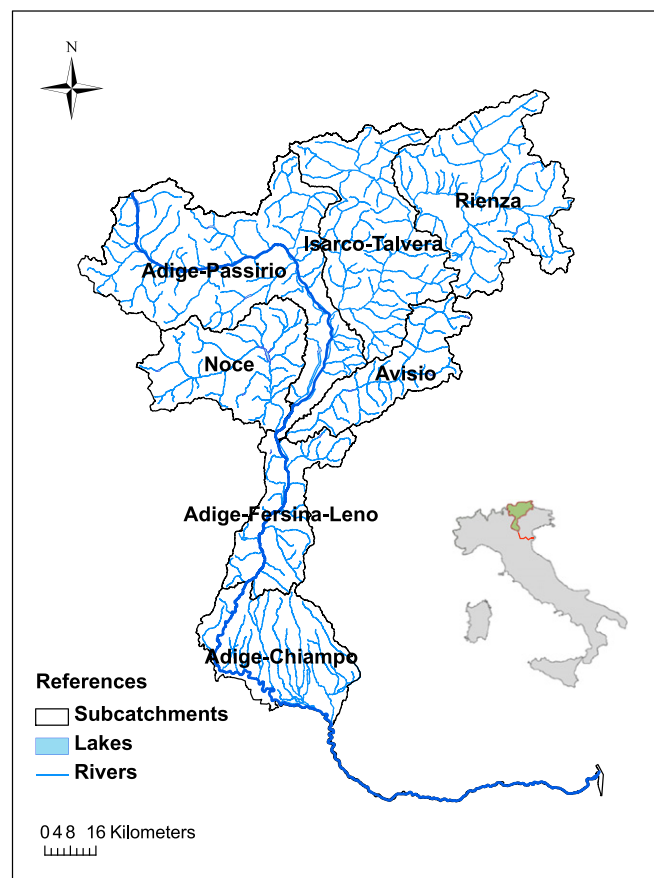 N
Rienza
Isarco-Talvera
Adige-Passirio
Noce
Avisio
Adige-Fersina-Leno
Adige-Chiampo
References
Subcatchments
Lakes
Rivers
0 4 8 16 Kilometers